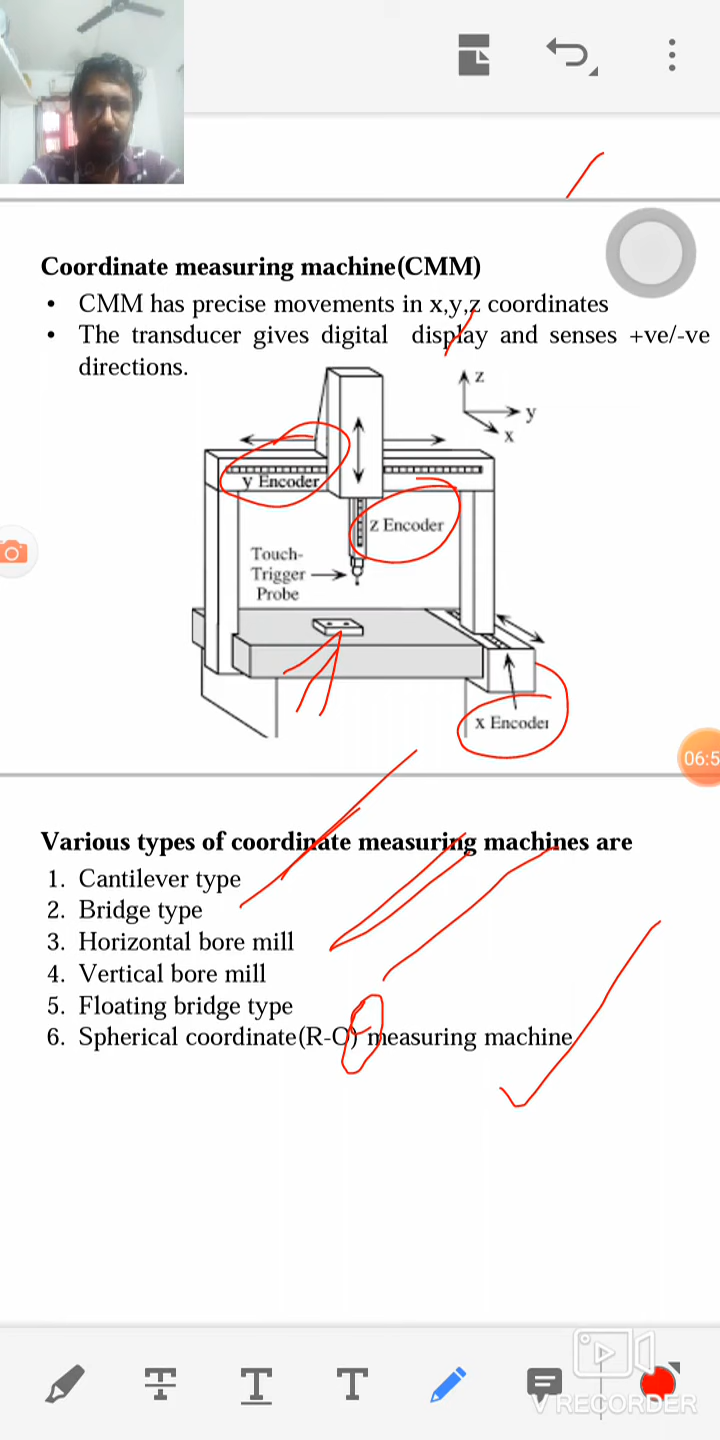 Coordinate measuring machine(CMM)
• CMM has precise movements in x,y,z coordinates
• The transducer gives digital display and senses +ve/-ve
directions.
z
y
x
y Encoder
z Encoder
Touch-
Trigger
Probe
x Encoder
06:5
Various types of coordinate measuring machines are
1. Cantilever type
2. Bridge type
3. Horizontal bore mill
4. Vertical bore mill
5. Floating bridge type
6. Spherical coordinate(R-O) measuring machine
T T T
V RECORDER